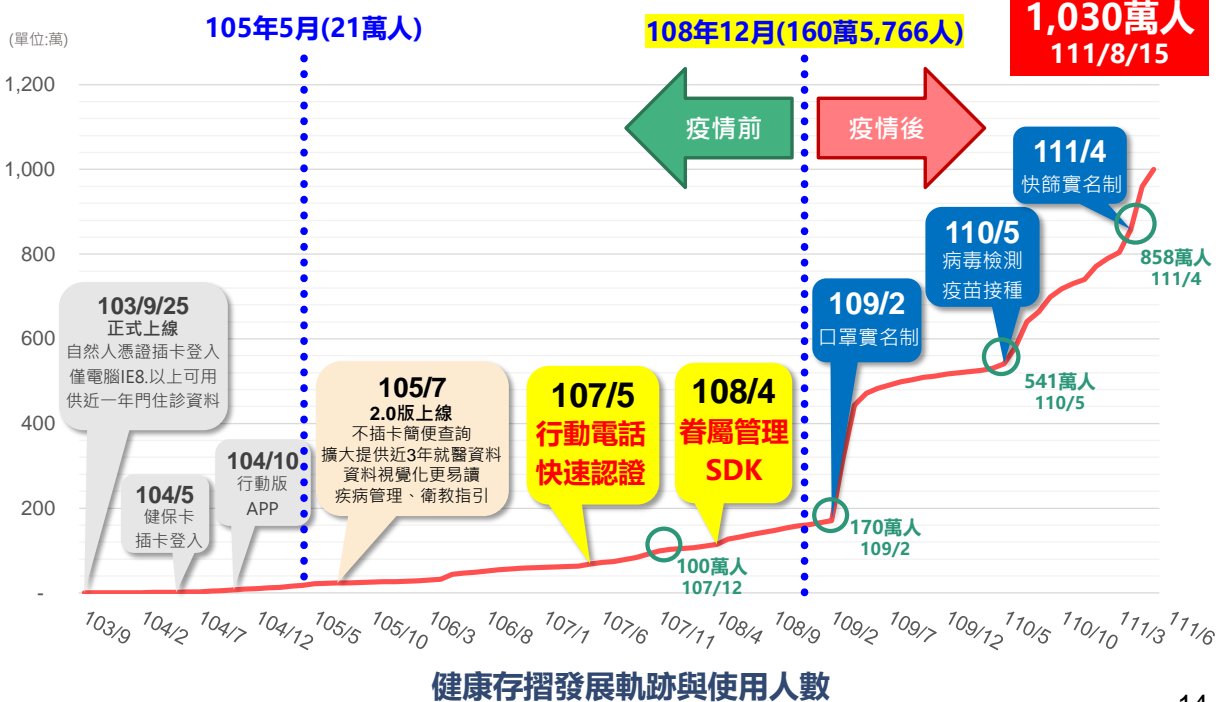 (單位:萬)
105年5月(21萬人)
108年12月(160萬5,766人)
1,030萬人
111/8/15
1,200
1,000
800
600
400
200
-
疫情前
疫情後
103/9/25
正式上線
自然人憑證插卡登入
僅電腦IE8.以上可用
供近一年門住診資料
104/5
健保卡
插卡登入
104/10
行動版
APP
105/7
2.0版上線
不插卡簡便查詢
擴大提供近3年就醫資料
資料視覺化更易讀
疾病管理、衛教指引
107/5
行動電話
快速認證
108/4
眷屬管理
SDK
109/2
口罩實名制
110/5
病毒檢測
疫苗接種
111/4
快篩實名制
100萬人
107/12
170萬人
109/2
541萬人
110/5
858萬人
111/4
103/9
104/2
104/7
104/12
105/5
105/10
106/3
106/8
107/1
107/6
107/11
108/4
108/9
109/2
109/7
109/12
110/5
110/10
111/3
111/6
健康存摺發展軌跡與使用人數